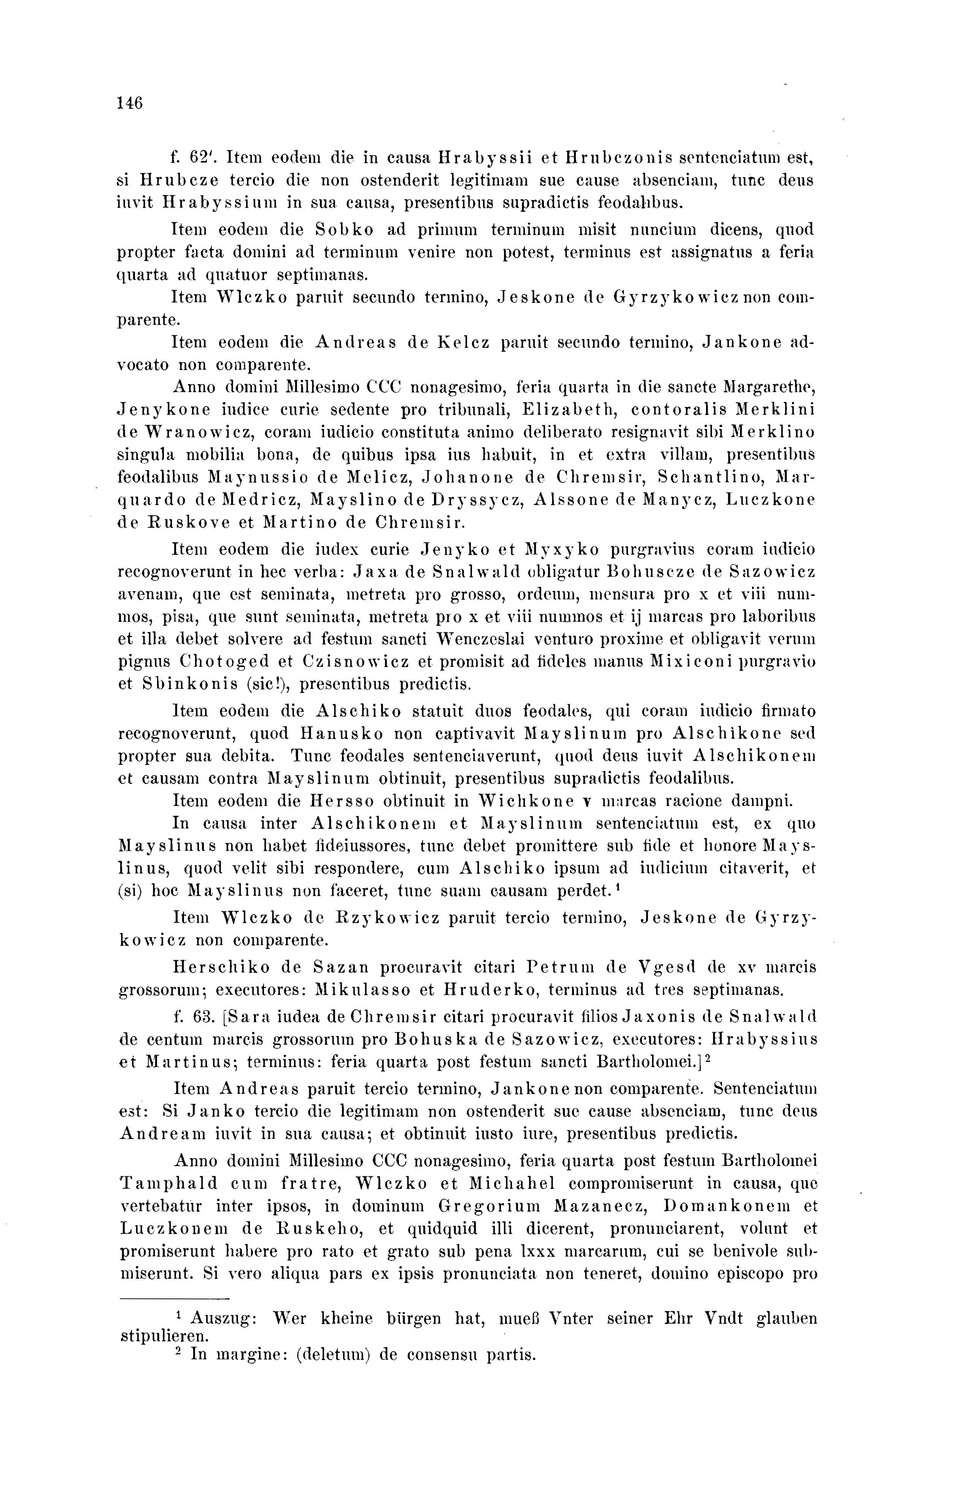 146
f. 62'. Item eodem die in causa Hrabyssii et Hrubczonis sentenciatum est,
si Hrubcze tercio die non ostenderit legitimam sue cause absenciam, tunc deus
iuvit Hrabyssium in sua causa, presentibus supradictis feodalibus.
Item eodem die Sobko ad primum terminum misit nuncium dicens, quod
propter facta domini ad terminum venire non potest, terminus est assignatus a feria
quarta ad quatuor septimanas.
Item Wlczko paruit secundo termino, Jeskone de Gyrzykowicz non com-
parente.
Item eodem die Andreas de Kelcz paruit secundo termino, Jankone ad-
vocato non comparente.
Anno domini Millesimo CCC nonagesimo, feria quarta in die sancte Margarethe,
Jenykone iudice curie sedente pro tribunali, Elizabeth, contoralis Merklini
de Wranowicz, coram iudicio constituta animo deliberato resignavit sibi Merklino
singula mobilia bona, de quibus ipsa ius habuit, in et extra villam, presentibus
feodalibus Maynussio de Melicz, Johanone de Chremsir, Schantlino, Mar-
quardo de Medricz, Mayslino de Dryssycz, Alssone de Manycz, Luczkone
de Ruskove et Martino de Chremsir.
Item eodem die iudex curie Jenyko et Myxyko purgravius coram iudicio
recognoverunt in hec verba: Jaxa de Snalwald obligatur Bohuscze de Sazowicz
avenam, que est seminata, metreta pro grosso, ordeum, mensura pro x et viii num-
mos, pisa, que sunt seminata, metreta pro x et viii nummos et ij marcas pro laboribus
et illa debet solvere ad festum sancti Wenczeslai venturo proxime et obligavit verum
pignus Chotoged et Czisnowicz et promisit ad fideles manus Mixiconi purgravio
et Sbinkonis (sic!), presentibus predictis.
Item eodem die Alschiko statuit duos feodales, qui coram iudicio firmato
recognoverunt, quod Hanusko non captivavit Mayslinum pro Alschikone sed
propter sua debita. Tunc feodales sentenciaverunt, quod deus iuvit Alschikonem
et causam contra Mayslinum obtinuit, presentibus supradictis feodalibus.
Item eodem die Hersso obtinuit in Wichkone v marcas racione dampni.
In causa inter Alschikonem et Mayslinum sentenciatum est, ex quo
Mayslinus non habet fideiussores, tunc debet promittere sub fide et honore Mays-
linus, quod velit sibi respondere, cum Alschiko ipsum ad iudicium citaverit, et
(si) hoc Mayslinus non faceret, tunc suam causam perdet.¹
Item Wlczko de Rzykowicz paruit tercio termino, Jeskone de Gyrzy-
kowicz non comparente.
Herschiko de Sazan procuravit citari Petrum de Vgesd de xv marcis
grossorum; executores: Mikulasso et Hruderko, terminus ad tres septimanas.
f. 63. [Sara iudea de Chremsir citari procuravit filios Jaxonis de Snalwald
de centum marcis grossorum pro Bohuska de Sazowicz, executores: Hrabyssius
et Martinus; terminus: feria quarta post festum sancti Bartholomei.]²
Item Andreas paruit tercio termino, Jankone non comparente. Sentenciatum
est: Si Janko tercio die legitimam non ostenderit sue cause absenciam, tunc deus
Andream iuvit in sua causa; et obtinuit iusto iure, presentibus predictis.
Anno domini Millesimo CCC nonagesimo, feria quarta post festum Bartholomei
Tamphald cum fratre, Wlczko et Michahel compromiserunt in causa, que
vertebatur inter ipsos, in dominum Gregorium Mazanecz, Domankonem et
Luczkonem de Ruskeho, et quidquid illi dicerent, pronunciarent, volunt et
promiserunt habere pro rato et grato sub pena lxxx marcarum, cui se benivole sub-
miserunt. Si vero aliqua pars ex ipsis pronunciata non teneret, domino episcopo pro
¹ Auszug: Wer kheine bürgen hat, mueß Vnter seiner Ehr Vndt glauben
stipulieren.
² In margine: (deletum) de consensu partis.